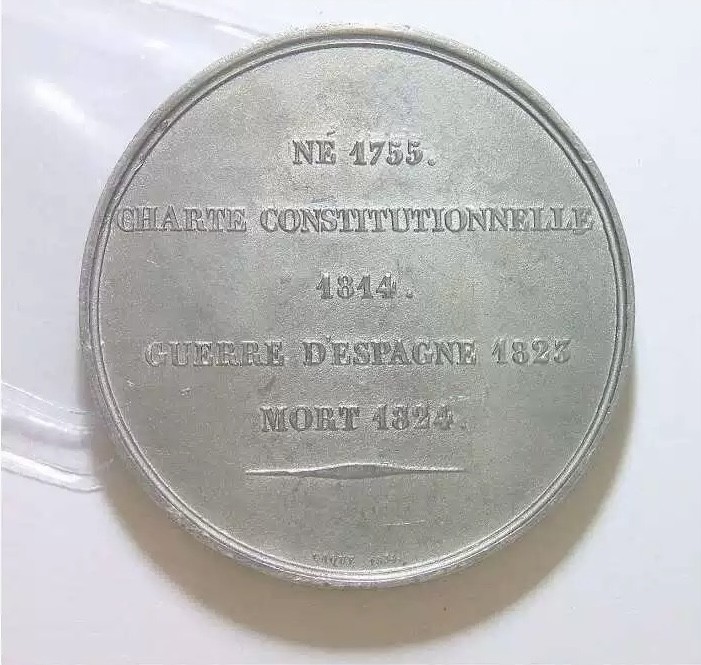 NÉ 1755.
CHARTE CONSTITUTIONNELLE
1814.
GUERRE D'ESPAGNE 1823
MORT 1824.